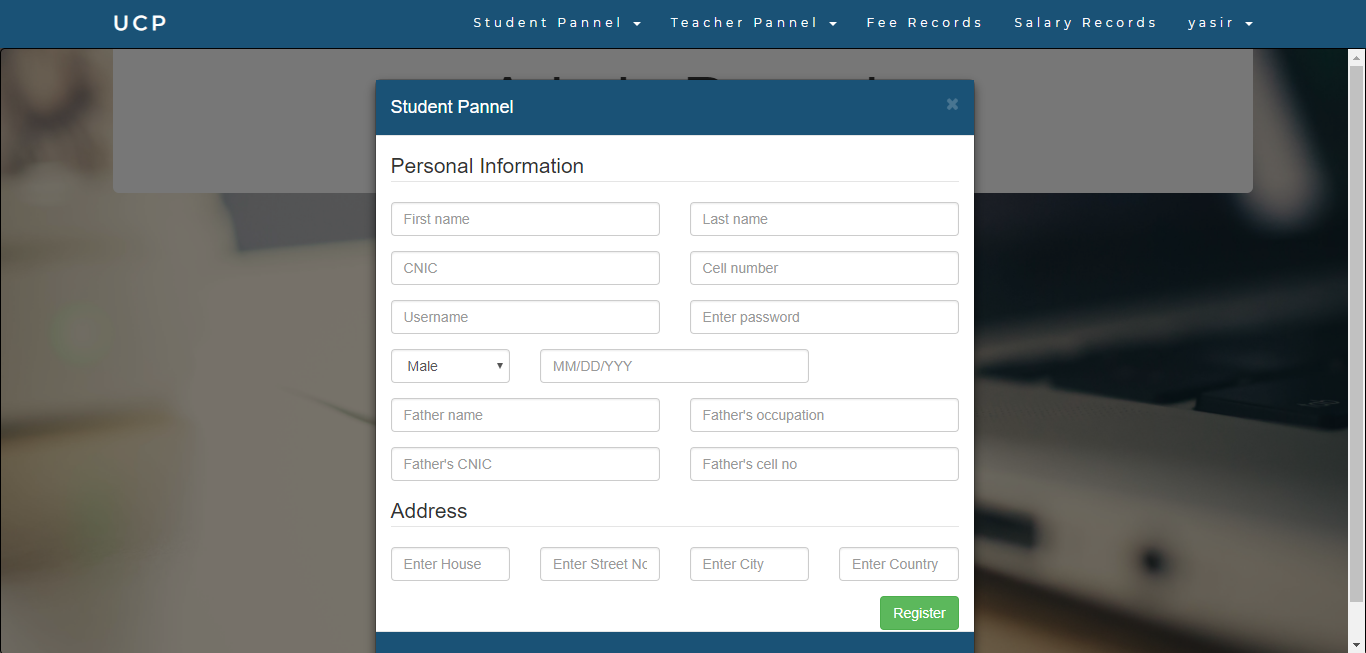 UCP Student Pannel Teacher Pannel Fee Records Salary Records yasir
Student Pannel ×
Personal Information
First name Last name
CNIC Cell number
Username Enter password
Male MM/DD/YYY
Father name Father's occupation
Father's CNIC Father's cell no
Address
Enter House Enter Street No Enter City Enter Country
Register